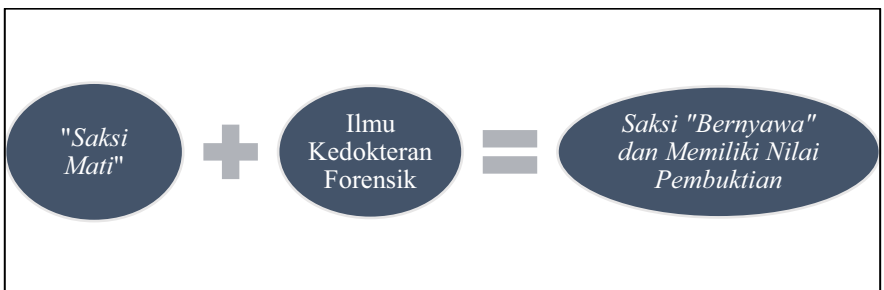 "Saksi
Mati"
Ilmu
Kedokteran
Forensik
Saksi "Bernyawa"
dan Memiliki Nilai
Pembuktian